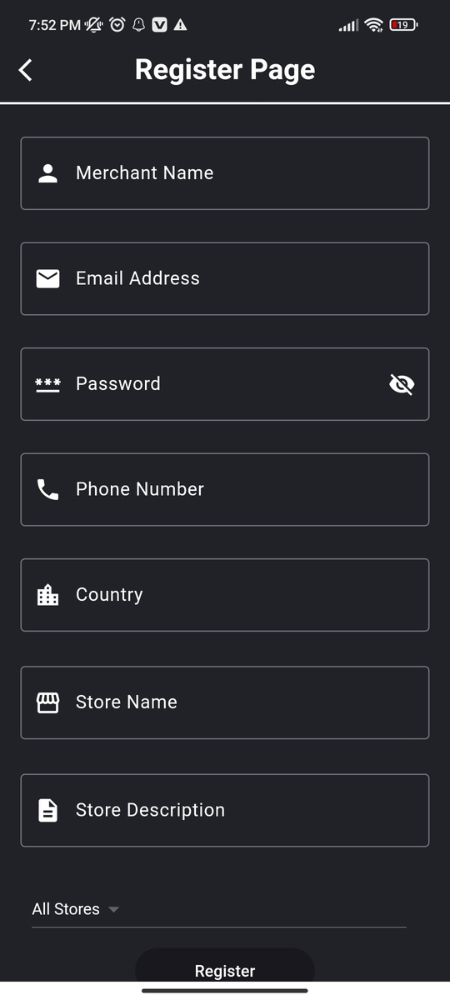 7:52 PM
19
Register Page
Merchant Name
Email Address
Password
Phone Number
Country
Store Name
Store Description
All Stores
Register